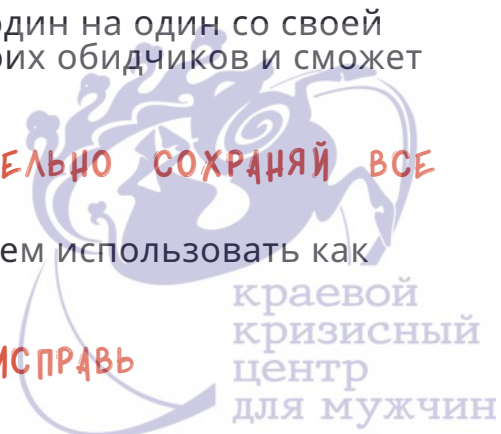 один на один со своей
оих обидчиков и сможет
ЕЛЬНО СОХРАНЯЙ ВСЕ
ем использовать как
краевой
кризисный
ИСПРАВЬ
центр
для мужчин